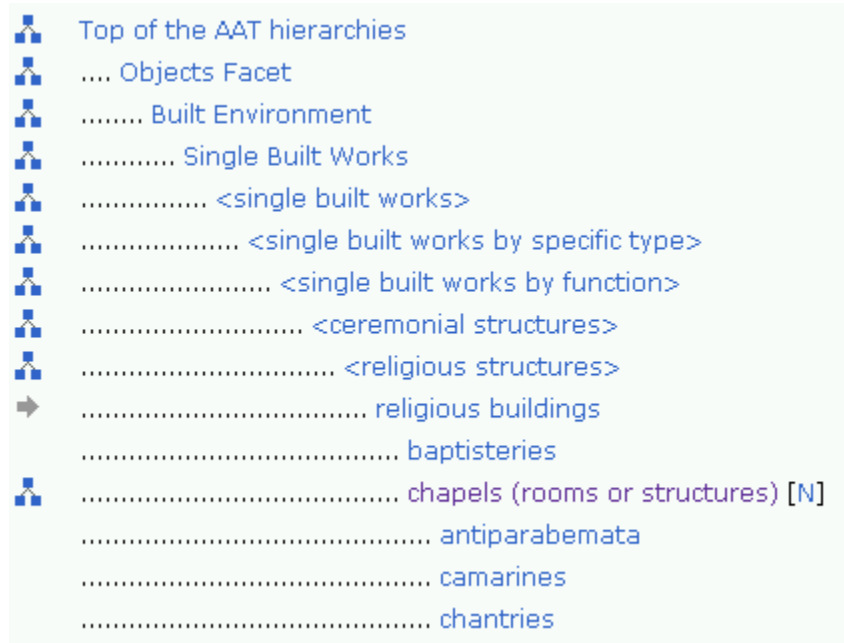 Top of the AAT hierarchies
.... Objects Facet
........ Built Environment
............ Single Built Works
................ <single built works>
.................... <single built works by specific type>
........................ <single built works by function>
............................ <ceremonial structures>
................................ <religious structures>
.................................... religious buildings
........................................ baptisteries
........................................ chapels (rooms or structures) [N]
............................................ antiparabemata
............................................ camarines
............................................ chantries